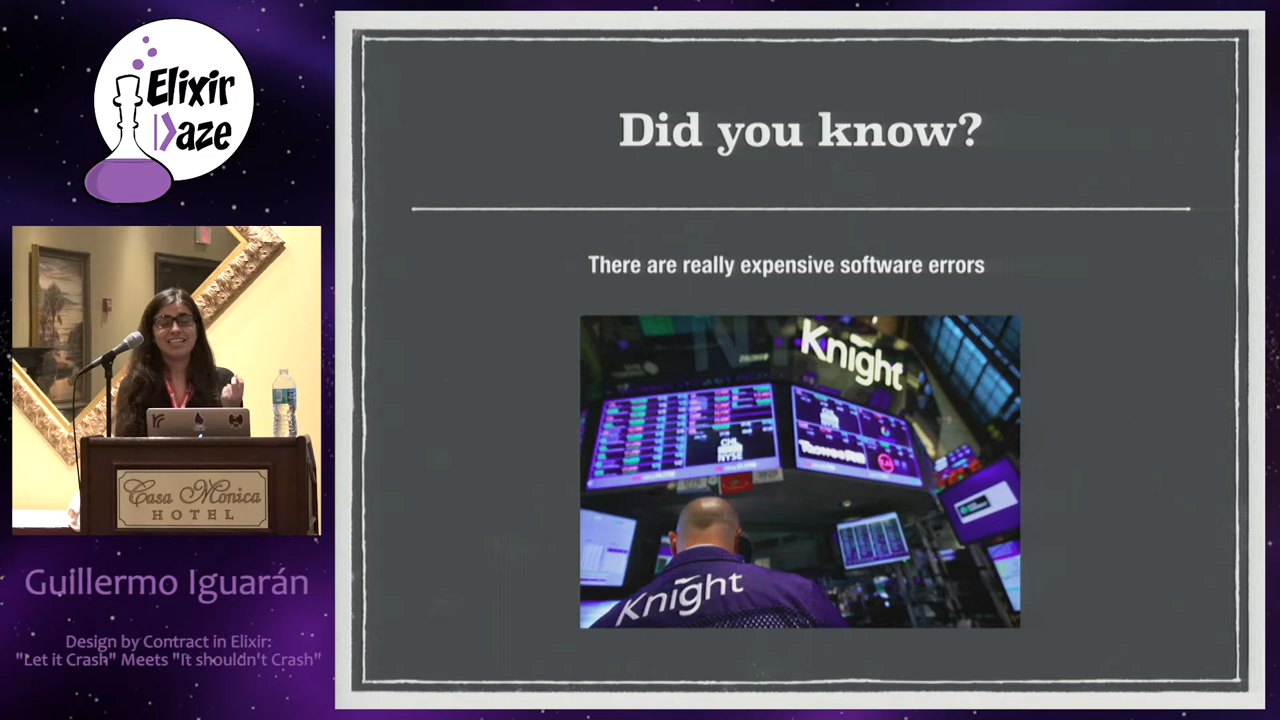 Elixir
Daze
Did you know?
There are really expensive software errors
Knight
NYSE
Knight
Casa Monica
HOTEL
Guillermo Iguarán
Design by Contract in Elixir:
"Let it Crash" Meets "It shouldn't Crash"